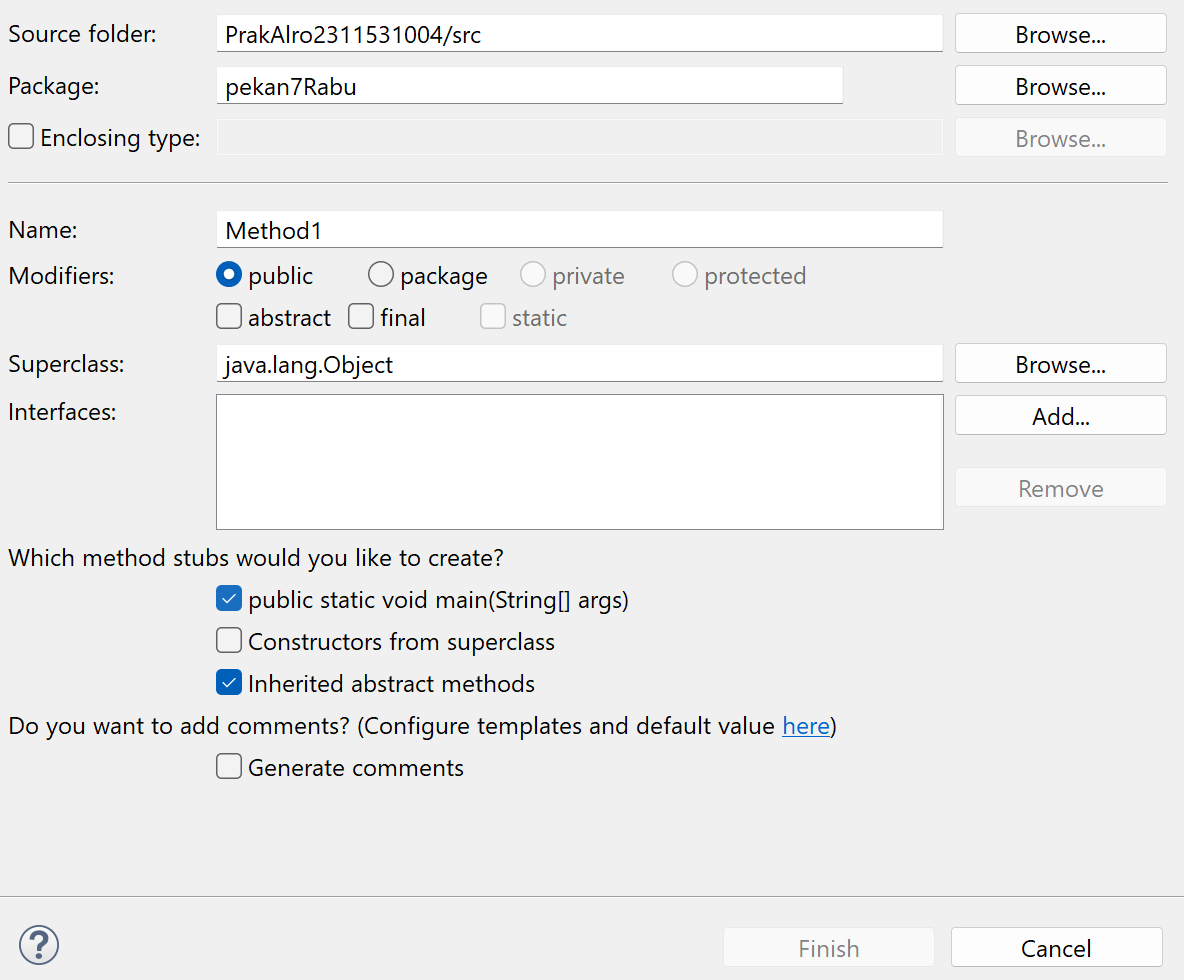 Source folder: PrakAlro2311531004/src Browse...
Package: pekan7Rabu Browse...
Enclosing type: Browse...
Name: Method1
Modifiers: public package private protected
abstract final static
Superclass: java.lang.Object Browse...
Interfaces: Add...
Remove
Which method stubs would you like to create?
public static void main(String[] args)
Constructors from superclass
Inherited abstract methods
Do you want to add comments? (Configure templates and default value here)
Generate comments
? Finish Cancel